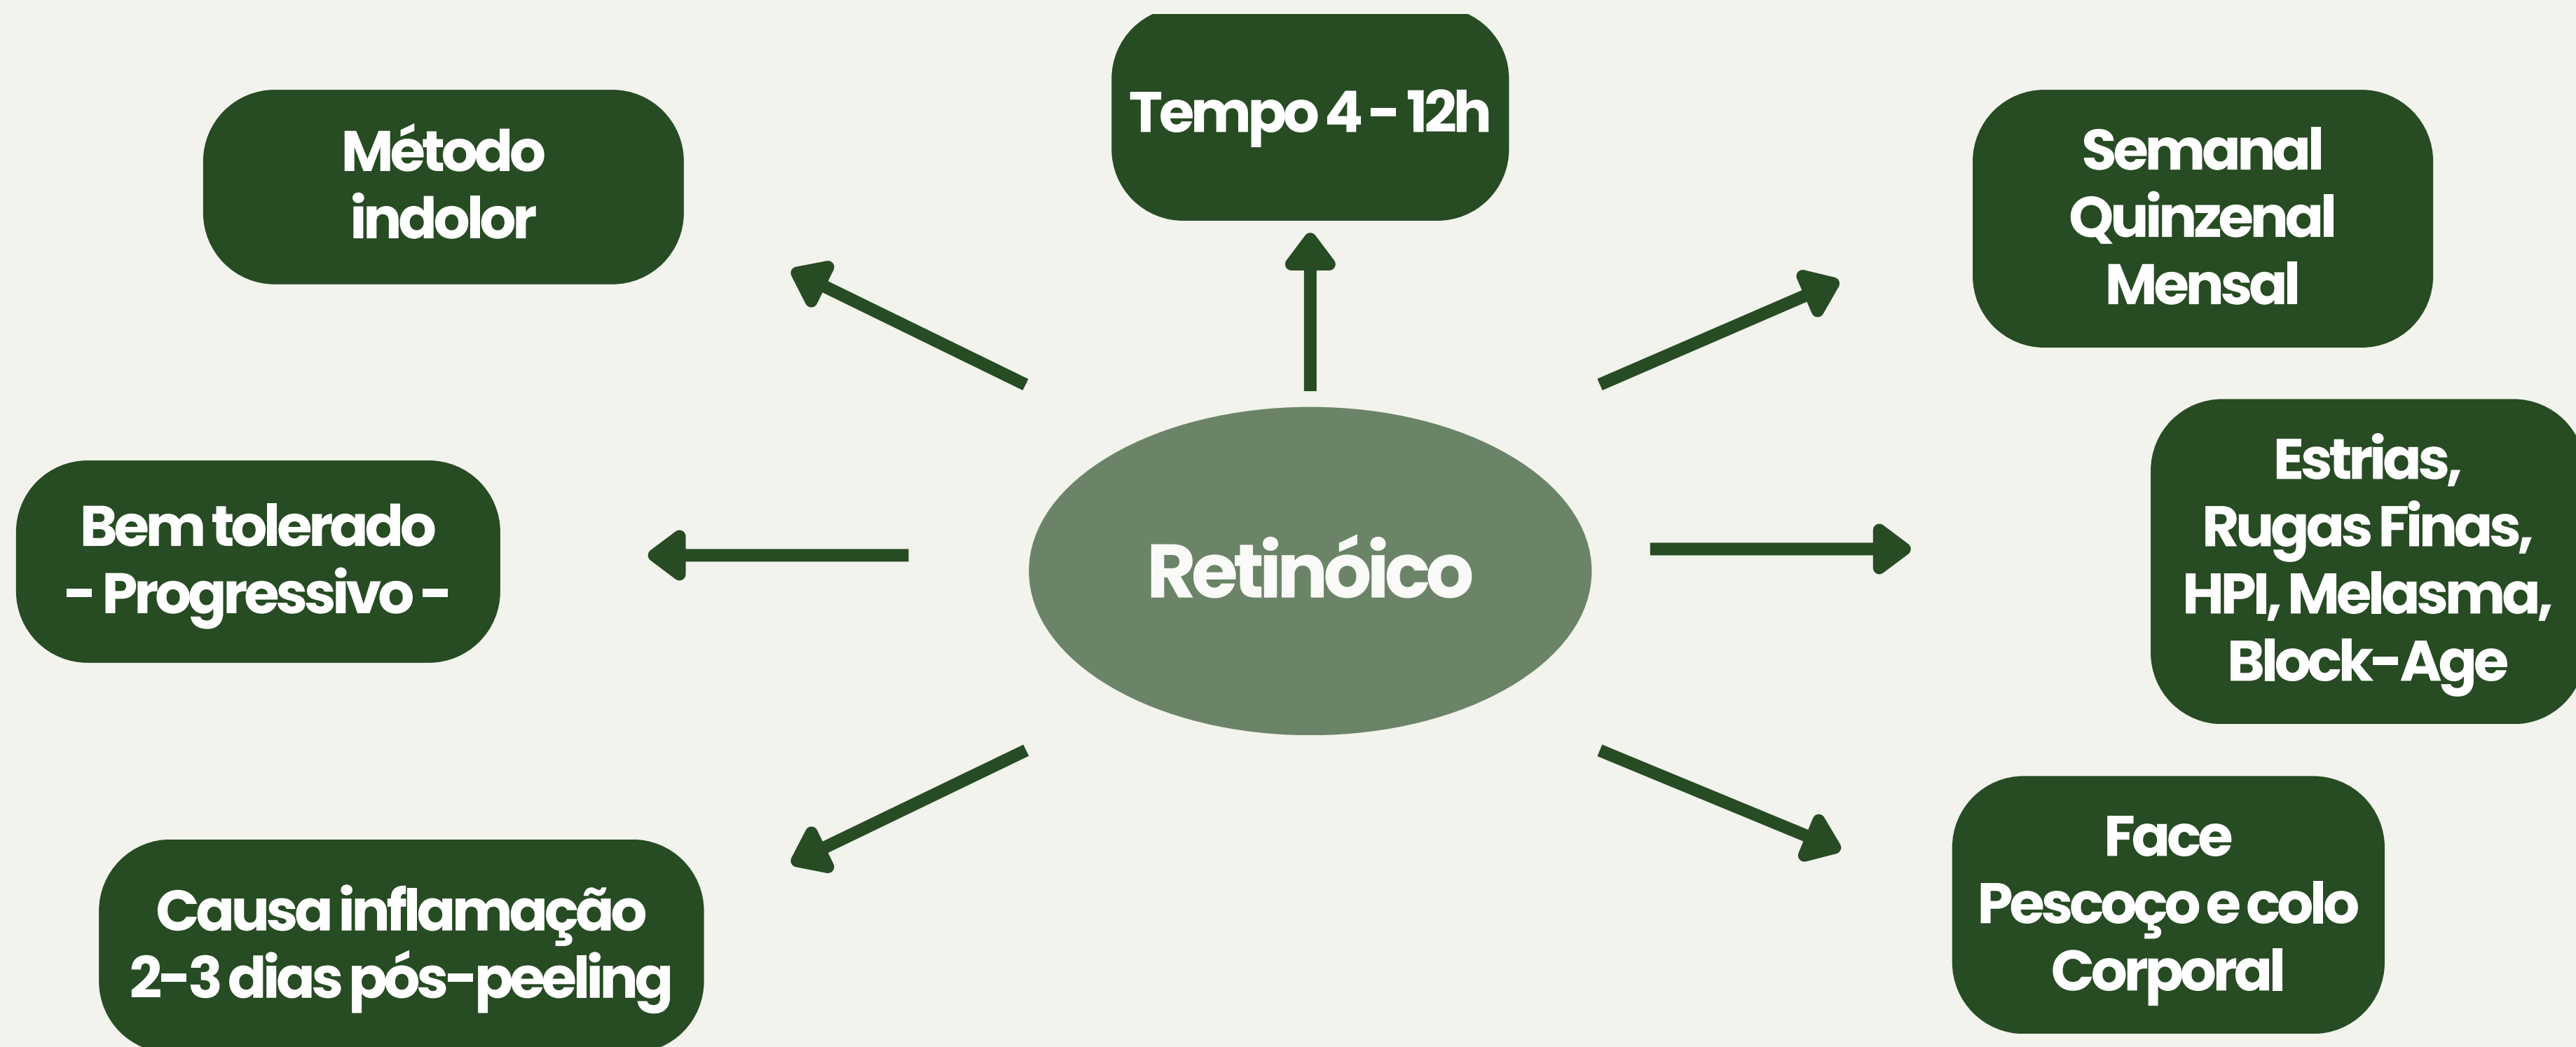 Tempo 4 - 12h
Método
indolor
Semanal
Quinzenal
Mensal
Bem tolerado
- Progressivo -
Retinóico
Estrias,
Rugas Finas,
HPI, Melasma,
Block-Age
Causa inflamação
2-3 dias pós-peeling
Face
Pescoço e colo
Corporal